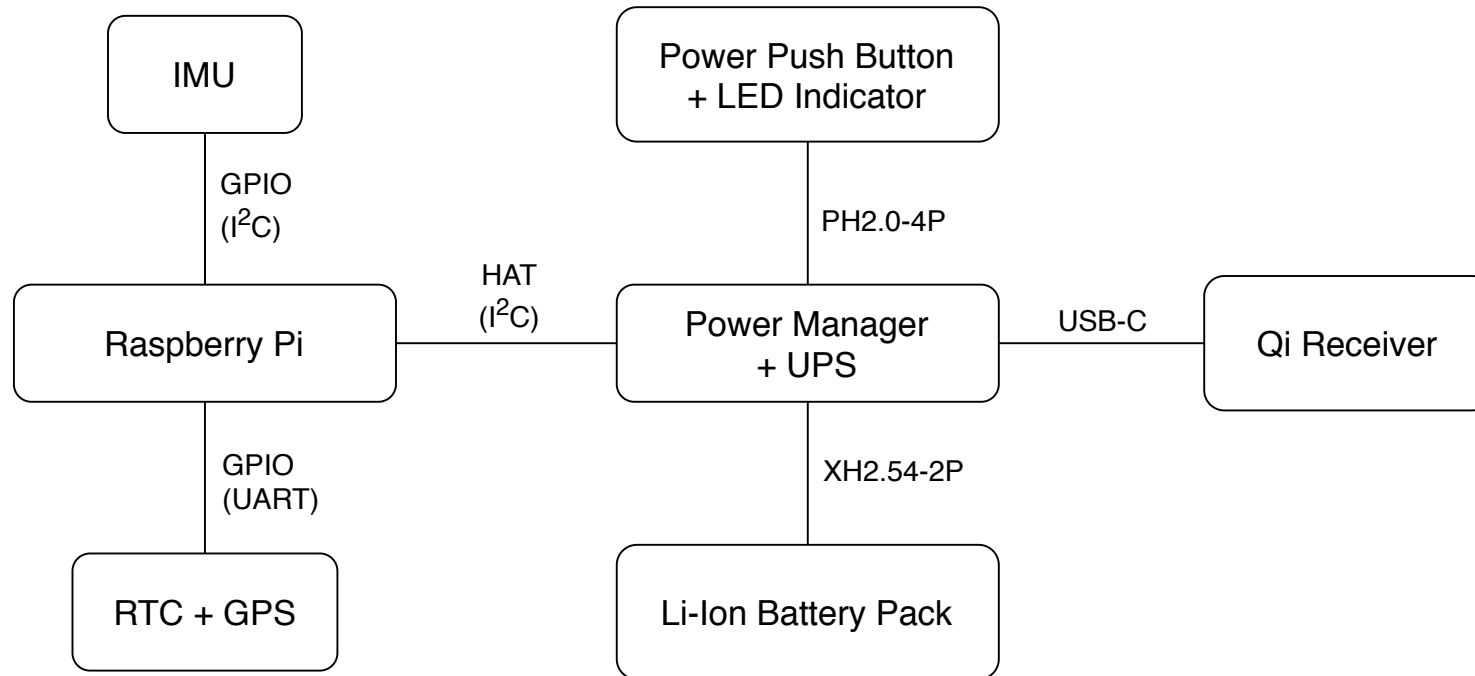 IMU
Power Push Button
+ LED Indicator
GPIO
(I²C)
PH2.0-4P
Raspberry Pi
HAT
(I²C)
Power Manager
+ UPS
USB-C
Qi Receiver
GPIO
(UART)
XH2.54-2P
RTC + GPS
Li-Ion Battery Pack